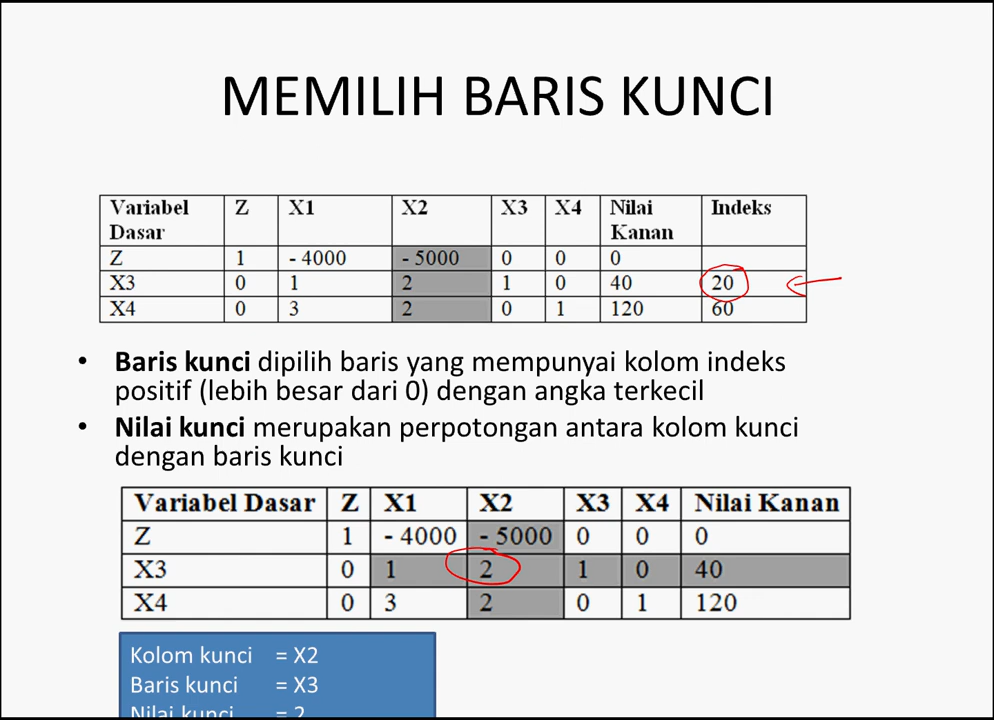 MEMILIH BARIS KUNCI
Variabel Dasar Z X1 X2 X3 X4 Nilai Kanan Indeks
Z 1 - 4000 - 5000 0 0 0
X3 0 1 2 1 0 40 20
X4 0 3 2 0 1 120 60
• Baris kunci dipilih baris yang mempunyai kolom indeks
positif (lebih besar dari 0) dengan angka terkecil
• Nilai kunci merupakan perpotongan antara kolom kunci
dengan baris kunci
Variabel Dasar Z X1 X2 X3 X4 Nilai Kanan
Z 1 - 4000 - 5000 0 0 0
X3 0 1 2 1 0 40
X4 0 3 2 0 1 120
Kolom kunci = X2
Baris kunci = X3
Nilai kunci = 2